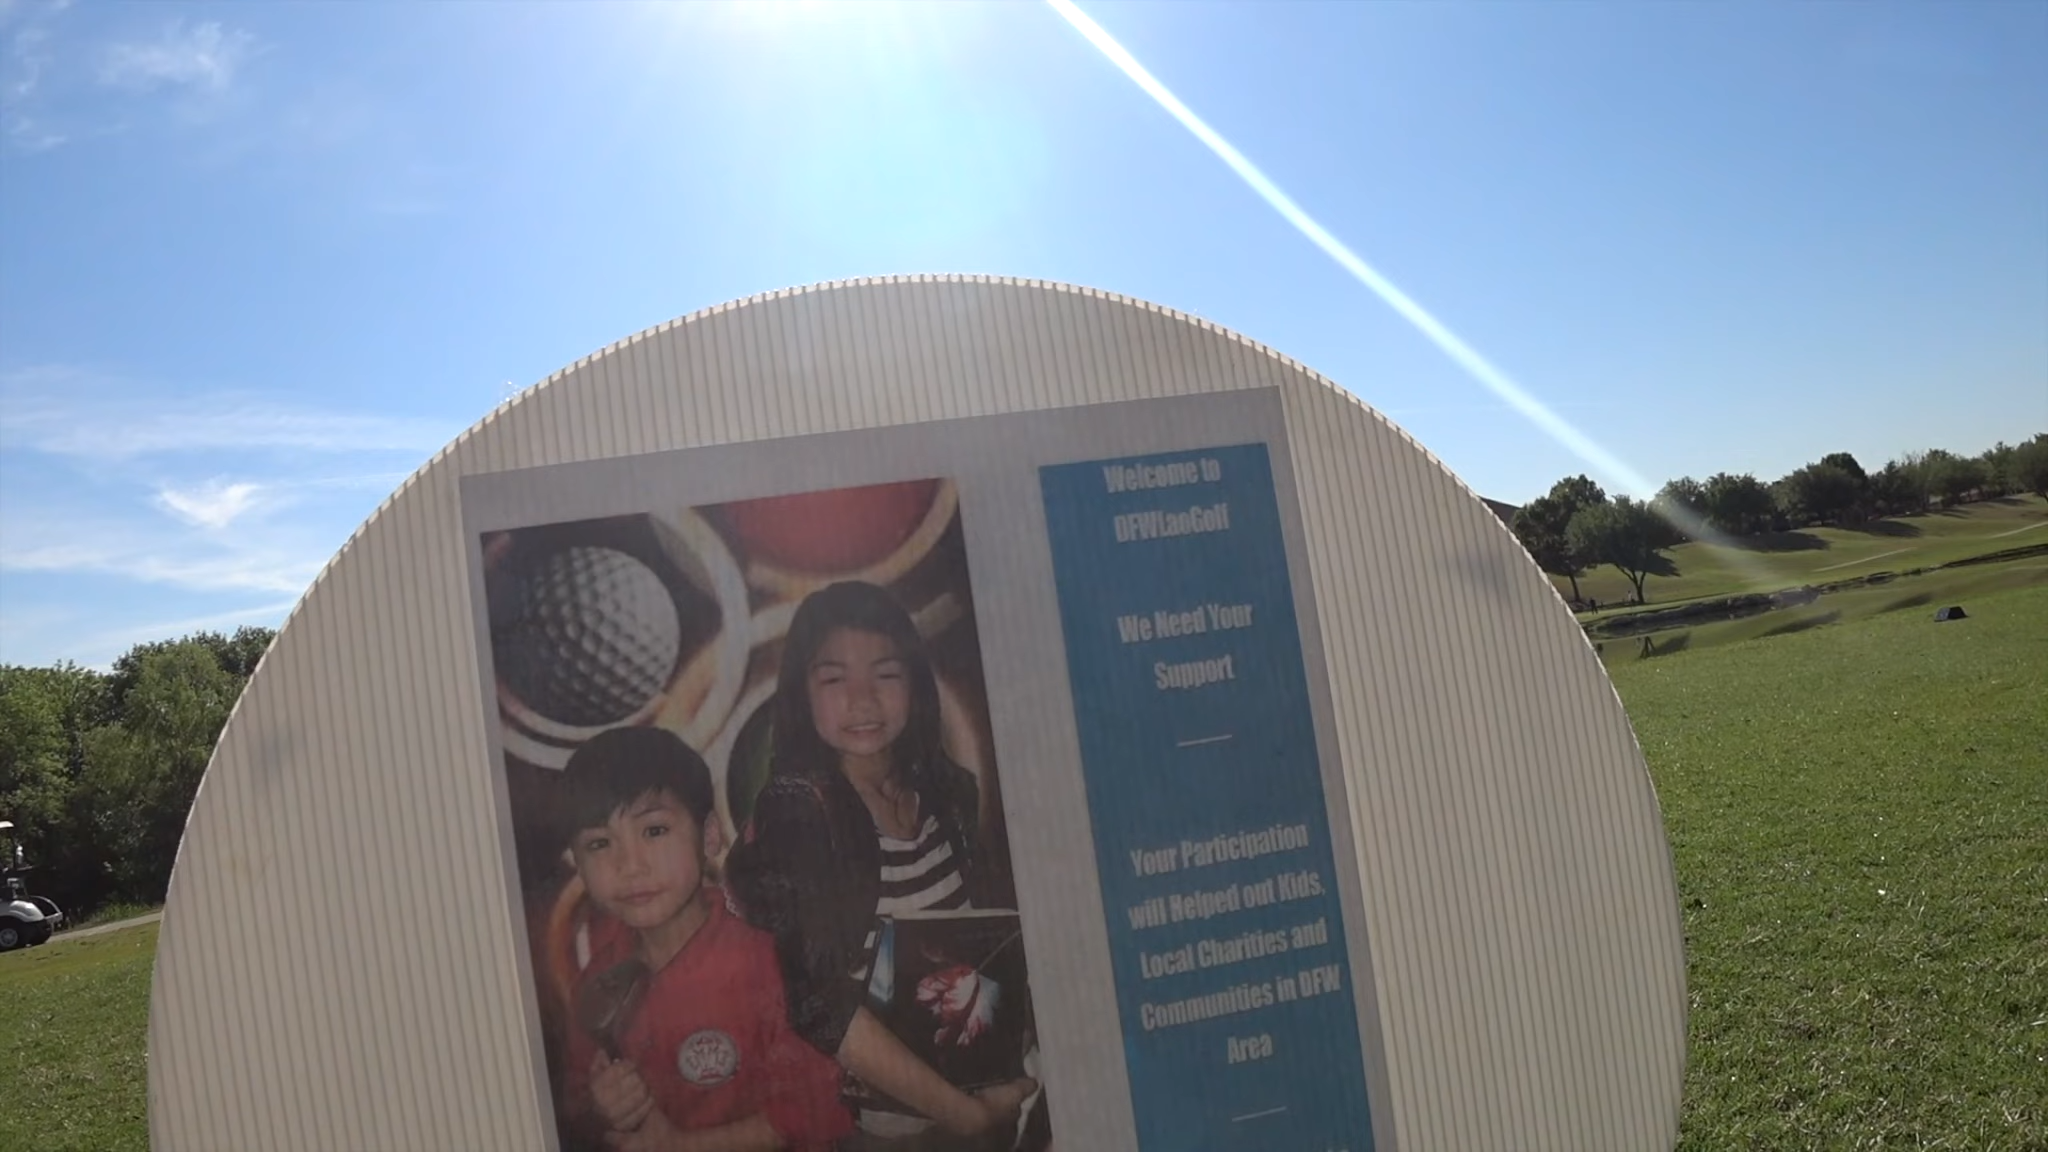 Welcome to
DFWLaoGolf
We Need Your
Support
Your Participation
will Helped out Kids,
Local Charities and
Communities in DFW
Area